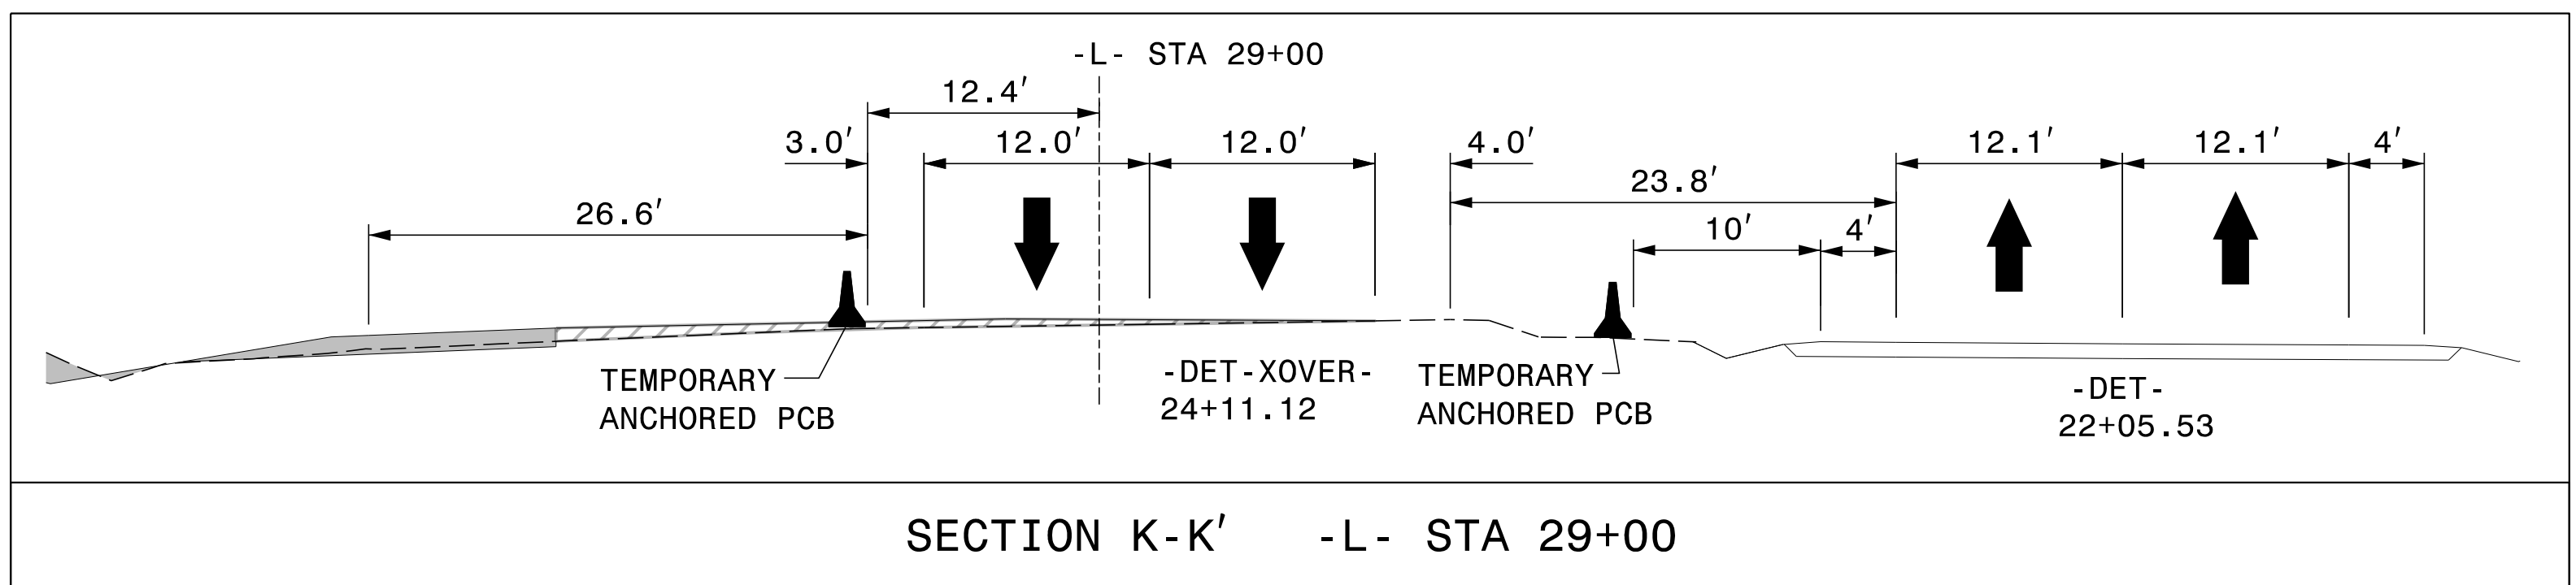 -L- STA 29+00
12.4′
3.0′ 12.0′ 12.0′ 4.0′ 12.1′ 12.1′ 4′
23.8′
26.6′ 10′ 4′
TEMPORARY
ANCHORED PCB
-DET-XOVER-
24+11.12
TEMPORARY
ANCHORED PCB
-DET-
22+05.53
SECTION K-K′ -L- STA 29+00